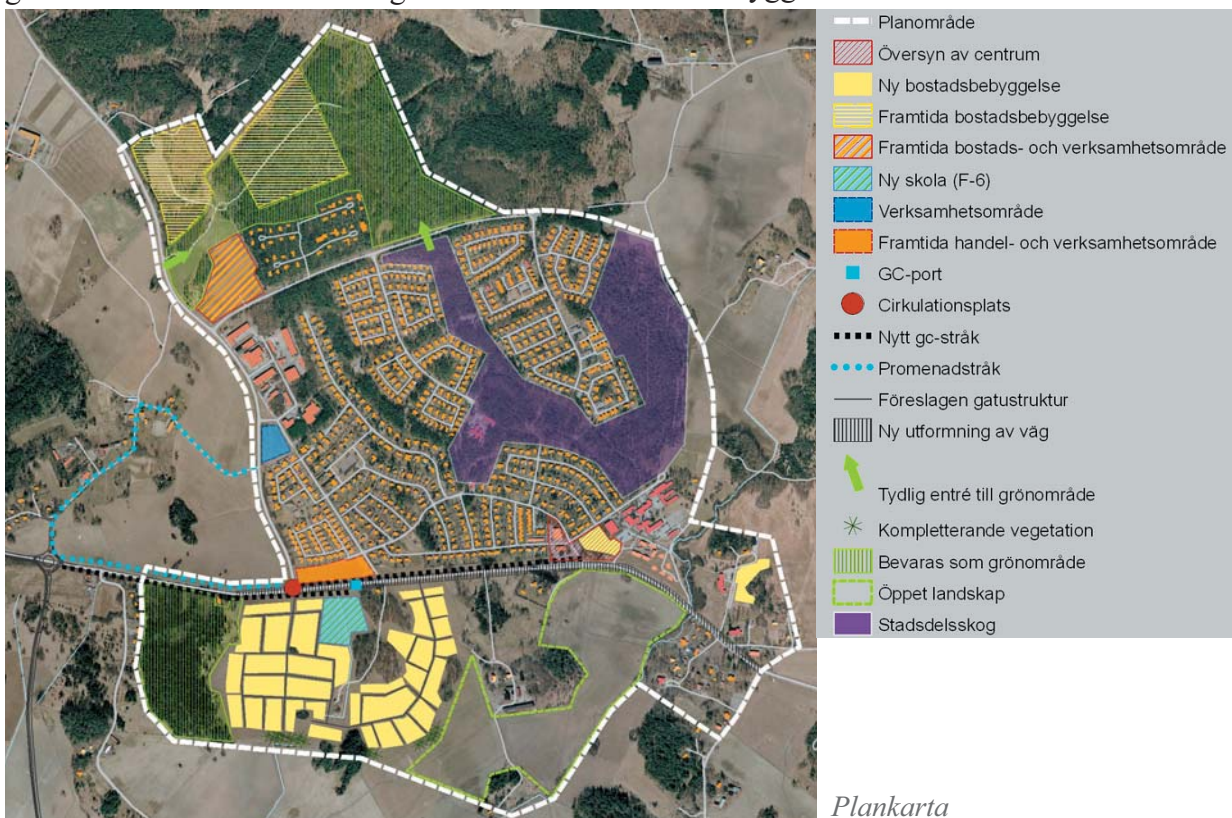 Planområde
Översyn av centrum
Ny bostadsbebyggelse
Framtida bostadsbebyggelse
Framtida bostads- och verksamhetsområde
Ny skola (F-6)
Verksamhetsområde
Framtida handel- och verksamhetsområde
GC-port
Cirkulationsplats
Nytt gc-stråk
Promenadstråk
Föreslagen gatustruktur
Ny utformning av väg
Tydlig entré till grönområde
Kompletterande vegetation
Bevaras som grönområde
Öppet landskap
Stadsdelsskog
Plankarta